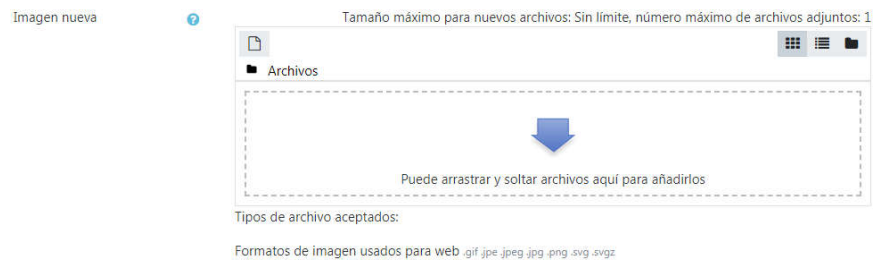 Imagen nueva
Tamaño máximo para nuevos archivos: Sin límite, número máximo de archivos adjuntos: 1
Archivos
Puede arrastrar y soltar archivos aquí para añadirlos
Tipos de archivo aceptados:
Formatos de imagen usados para web .gif .jpe .jpeg .jpg .png .svg .svgz